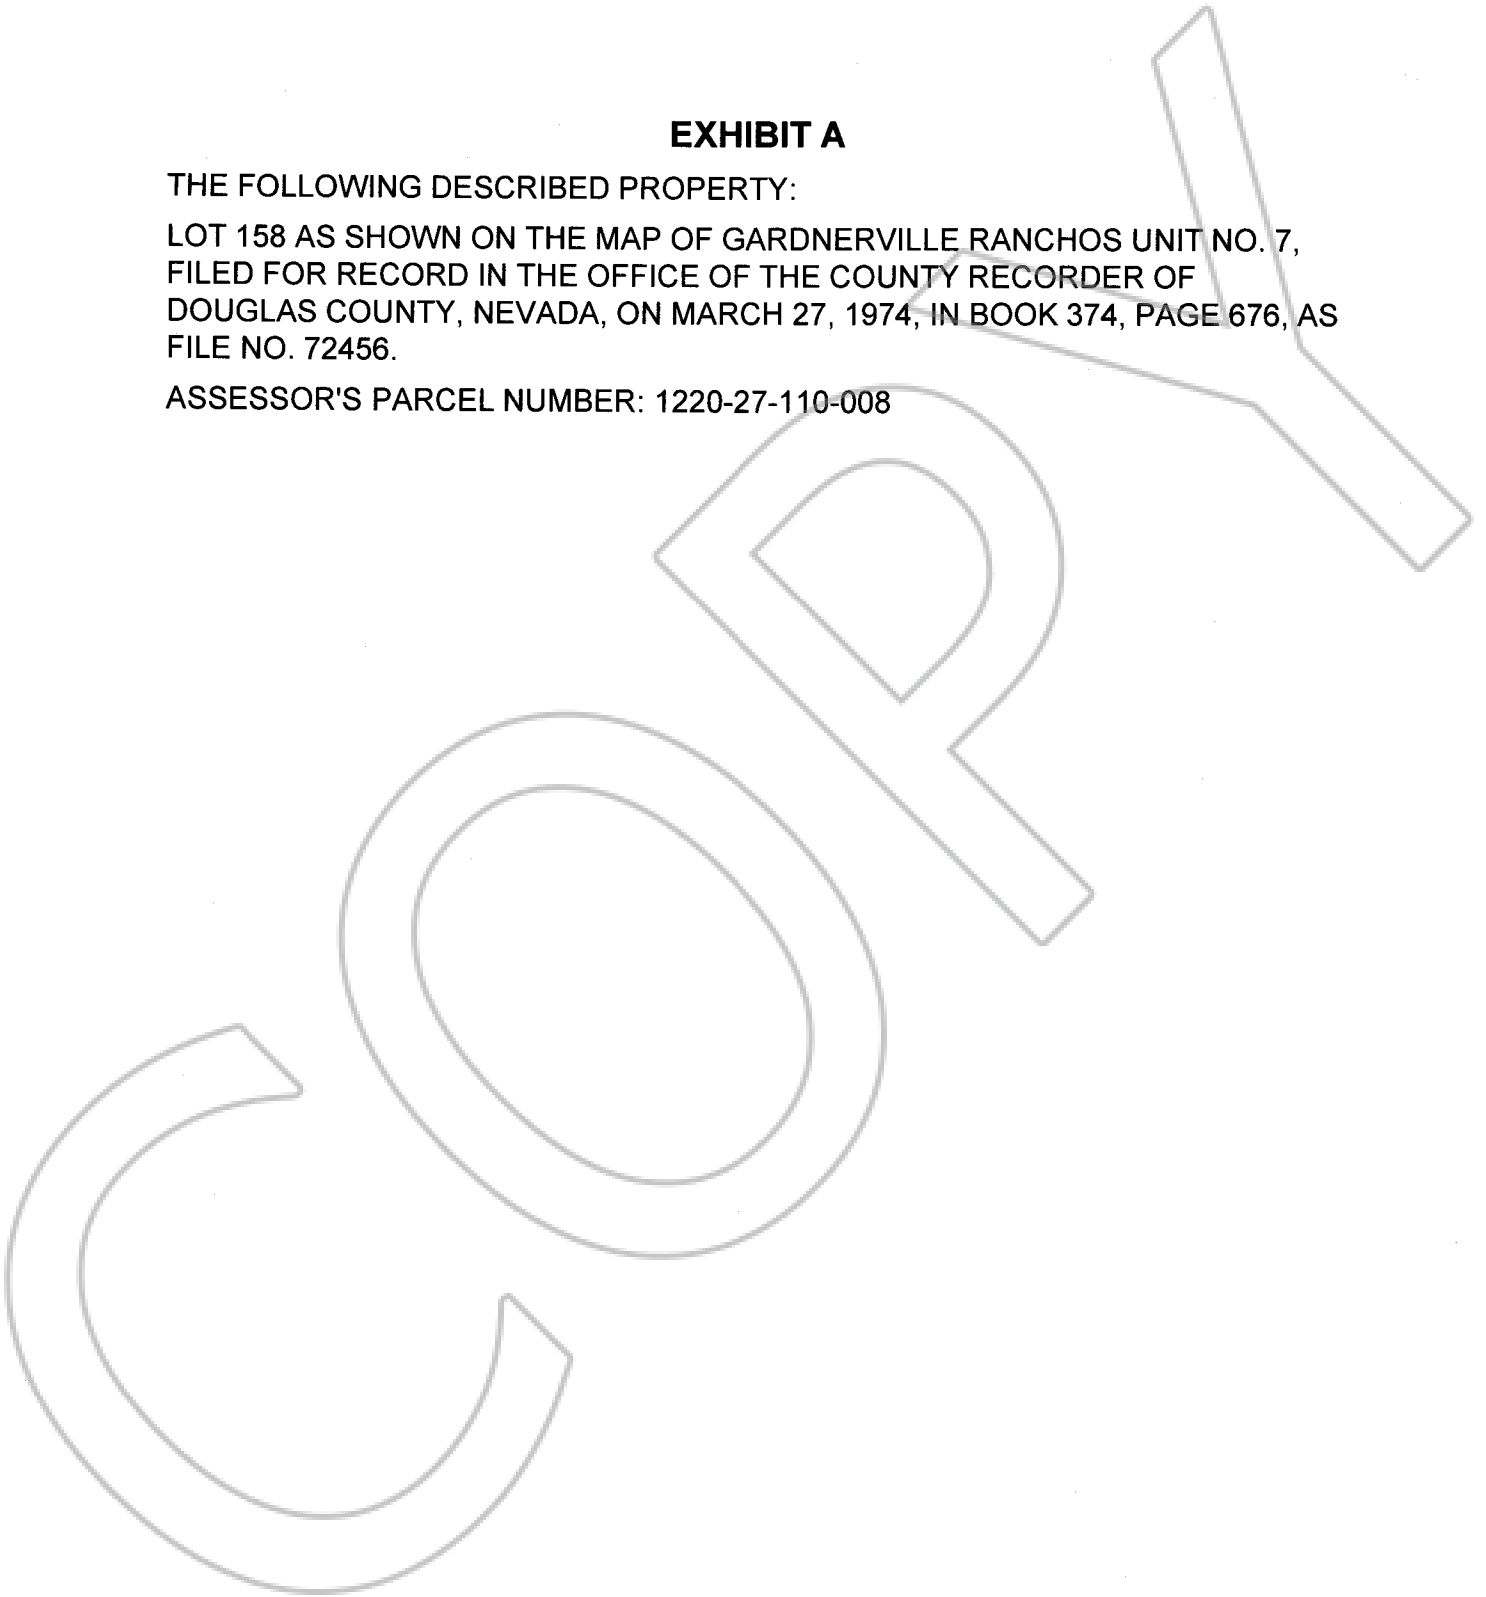 EXHIBIT A
THE FOLLOWING DESCRIBED PROPERTY:
LOT 158 AS SHOWN ON THE MAP OF GARDNERVILLE RANCHOS UNIT NO. 7,
FILED FOR RECORD IN THE OFFICE OF THE COUNTY RECORDER OF
DOUGLAS COUNTY, NEVADA, ON MARCH 27, 1974, IN BOOK 374, PAGE 676, AS
FILE NO. 72456.
ASSESSOR'S PARCEL NUMBER: 1220-27-110-008
COPY